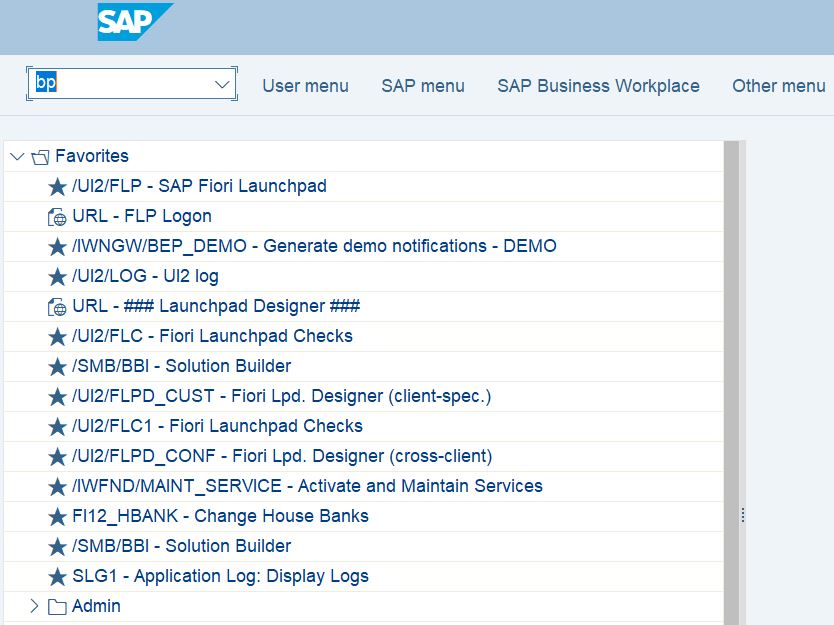 SAP
bp
User menu SAP menu SAP Business Workplace Other menu
Favorites
/UI2/FLP - SAP Fiori Launchpad
URL - FLP Logon
/IWNGW/BEP_DEMO - Generate demo notifications - DEMO
/UI2/LOG - UI2 log
URL - ### Launchpad Designer ###
/UI2/FLC - Fiori Launchpad Checks
/SMB/BBI - Solution Builder
/UI2/FLPD_CUST - Fiori Lpd. Designer (client-spec.)
/UI2/FLC1 - Fiori Launchpad Checks
/UI2/FLPD_CONF - Fiori Lpd. Designer (cross-client)
/IWFND/MAINT_SERVICE - Activate and Maintain Services
FI12_HBANK - Change House Banks
/SMB/BBI - Solution Builder
SLG1 - Application Log: Display Logs
Admin